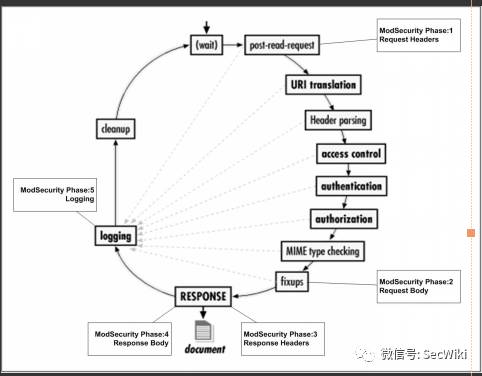 ModSecurity Phase:1
Request Headers
(wait)
post-read-request
URI translation
Header parsing
cleanup
access control
authentication
ModSecurity Phase:5
Logging
authorization
logging
MIME type checking
fixups
ModSecurity Phase:2
Request Body
RESPONSE
ModSecurity Phase:4
Response Body
ModSecurity Phase:3
Response Headers
document
微信号: SecWiki